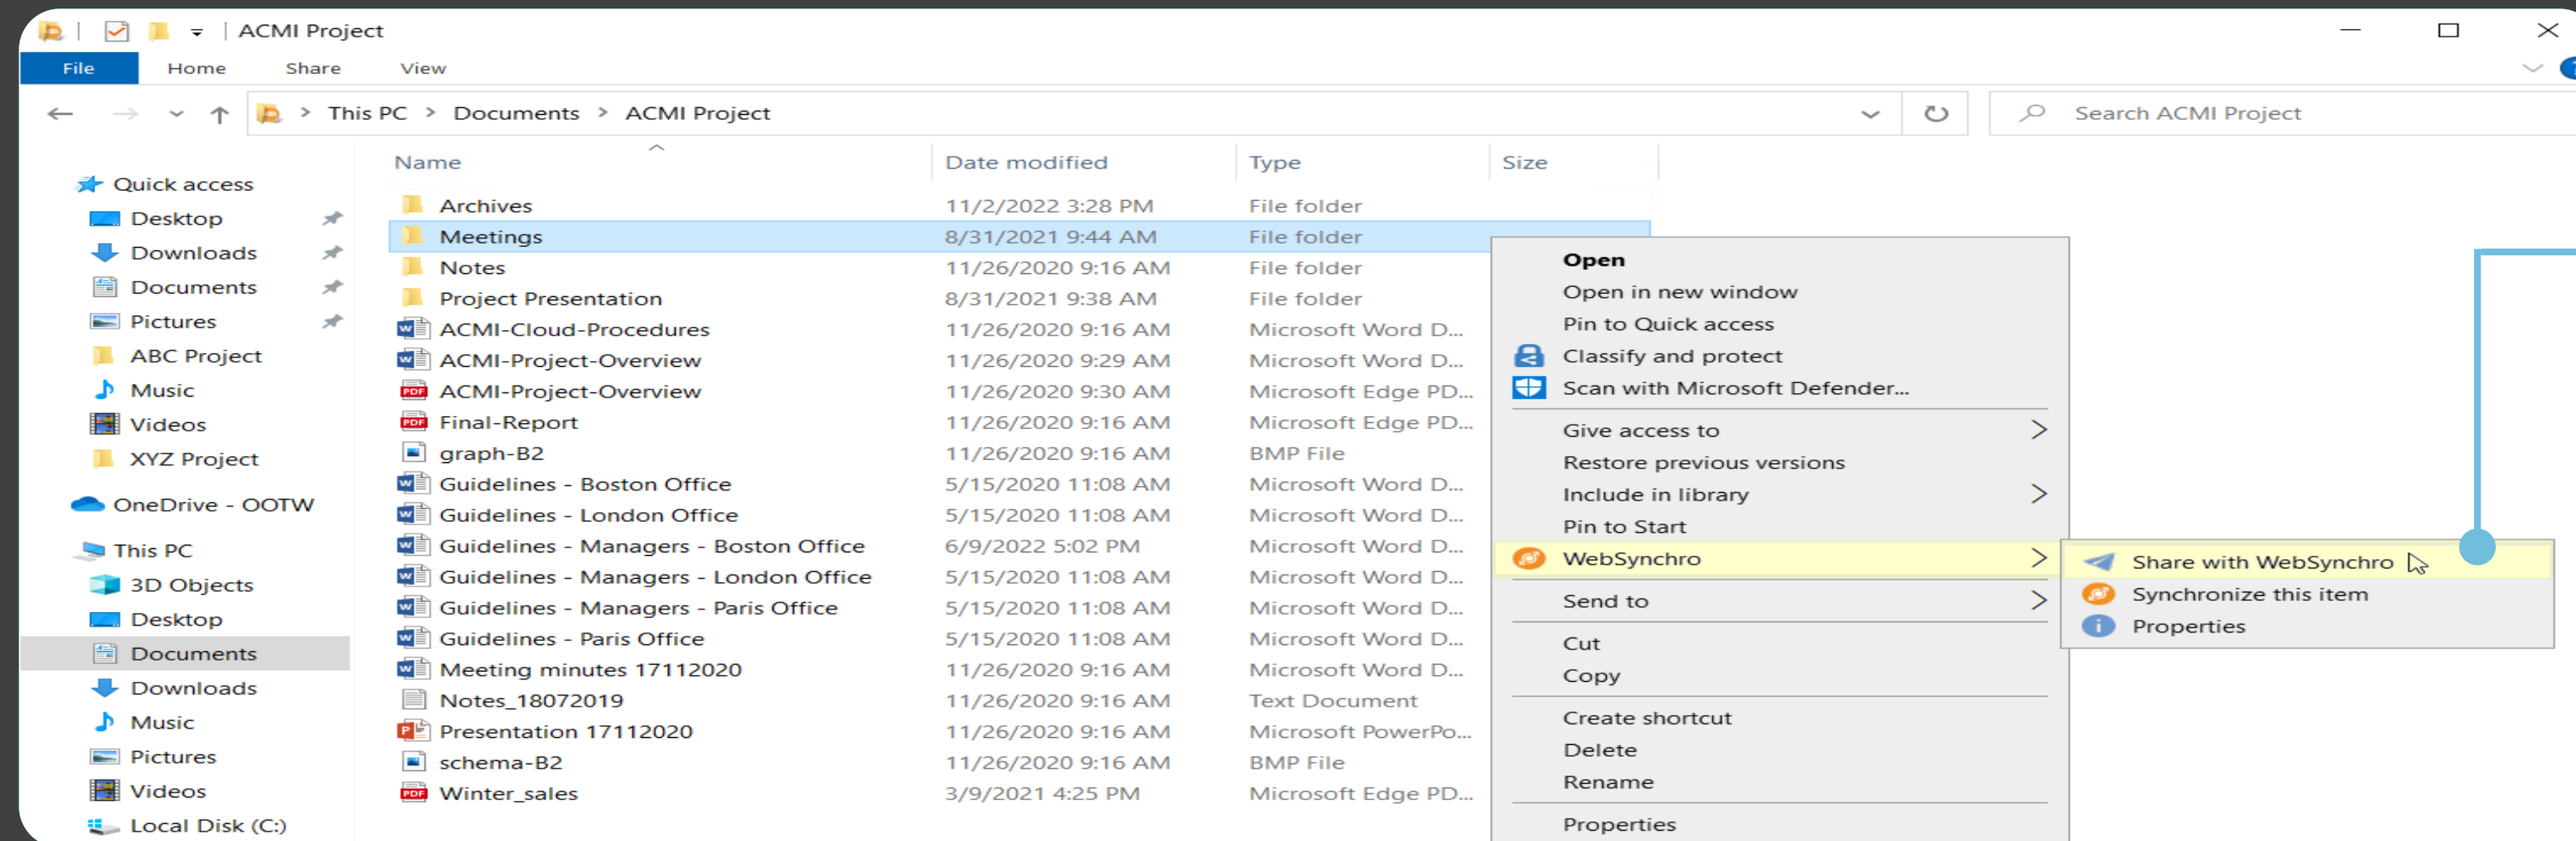 ACMI Project
File Home Share View
This PC > Documents > ACMI Project
Search ACMI Project
Quick access
Desktop
Downloads
Documents
Pictures
ABC Project
Music
Videos
XYZ Project
OneDrive - OOTW
This PC
3D Objects
Desktop
Documents
Downloads
Music
Pictures
Videos
Local Disk (C:)
Name Date modified Type Size
Archives 11/2/2022 3:28 PM File folder
Meetings 8/31/2021 9:44 AM File folder
Notes 11/26/2020 9:16 AM File folder
Project Presentation 8/31/2021 9:38 AM File folder
ACMI-Cloud-Procedures 11/26/2020 9:16 AM Microsoft Word D...
ACMI-Project-Overview 11/26/2020 9:29 AM Microsoft Word D...
ACMI-Project-Overview 11/26/2020 9:30 AM Microsoft Edge PD...
Final-Report 11/26/2020 9:16 AM Microsoft Edge PD...
graph-B2 11/26/2020 9:16 AM BMP File
Guidelines - Boston Office 5/15/2020 11:08 AM Microsoft Word D...
Guidelines - London Office 5/15/2020 11:08 AM Microsoft Word D...
Guidelines - Managers - Boston Office 6/9/2022 5:02 PM Microsoft Word D...
Guidelines - Managers - London Office 5/15/2020 11:08 AM Microsoft Word D...
Guidelines - Managers - Paris Office 5/15/2020 11:08 AM Microsoft Word D...
Guidelines - Paris Office 5/15/2020 11:08 AM Microsoft Word D...
Meeting minutes 17112020 11/26/2020 9:16 AM Microsoft Word D...
Notes_18072019 11/26/2020 9:16 AM Text Document
Presentation 17112020 11/26/2020 9:16 AM Microsoft PowerPo...
schema-B2 11/26/2020 9:16 AM BMP File
Winter_sales 3/9/2021 4:25 PM Microsoft Edge PD...
Open
Open in new window
Pin to Quick access
Classify and protect
Scan with Microsoft Defender...
Give access to
Restore previous versions
Include in library
Pin to Start
WebSynchro
Send to
Cut
Copy
Create shortcut
Delete
Rename
Properties
Share with WebSynchro
Synchronize this item
Properties